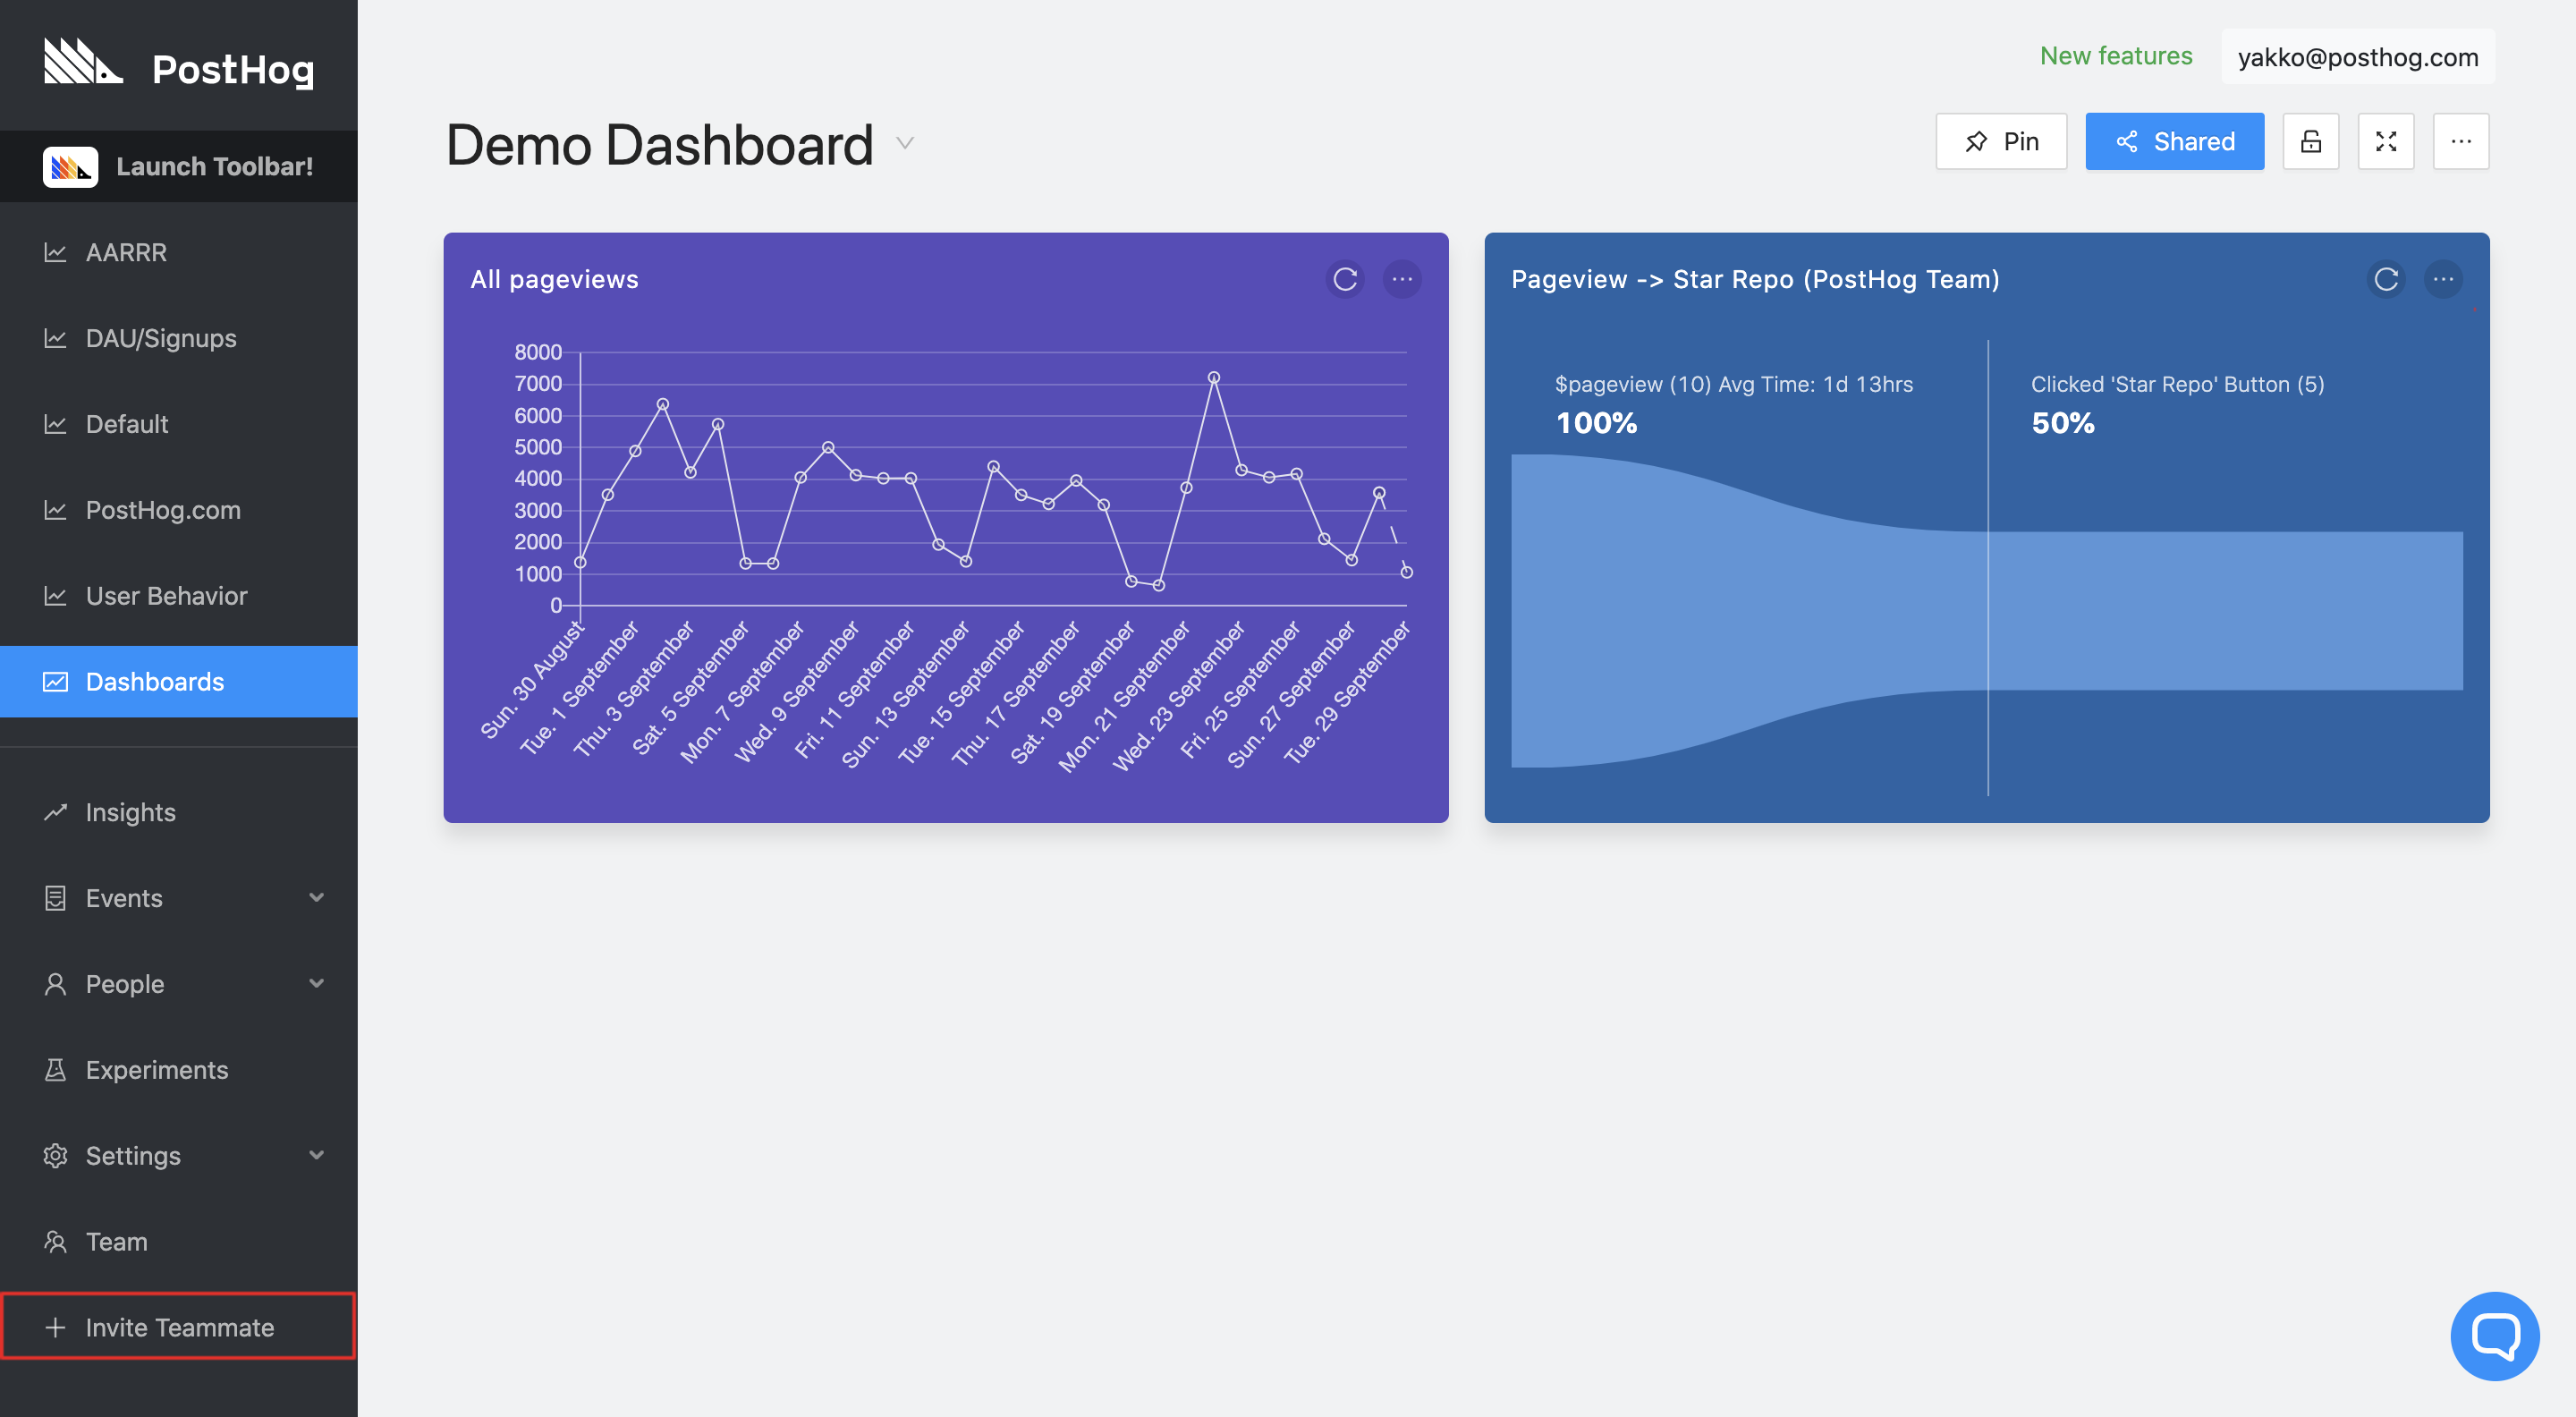 PostHog
Launch Toolbar!
AARRR
DAU/Signups
Default
PostHog.com
User Behavior
Dashboards
Insights
Events
People
Experiments
Settings
Team
Invite Teammate
New features
yakko@posthog.com
Demo Dashboard
Pin
Shared
All pageviews
8000
7000
6000
5000
4000
3000
2000
1000
0
Sun. 30 August
Tue. 1 September
Thu. 3 September
Sat. 5 September
Mon. 7 September
Wed. 9 September
Fri. 11 September
Sun. 13 September
Tue. 15 September
Thu. 17 September
Sat. 19 September
Mon. 21 September
Wed. 23 September
Fri. 25 September
Sun. 27 September
Tue. 29 September
Pageview -> Star Repo (PostHog Team)
$pageview (10) Avg Time: 1d 13hrs
100%
Clicked 'Star Repo' Button (5)
50%